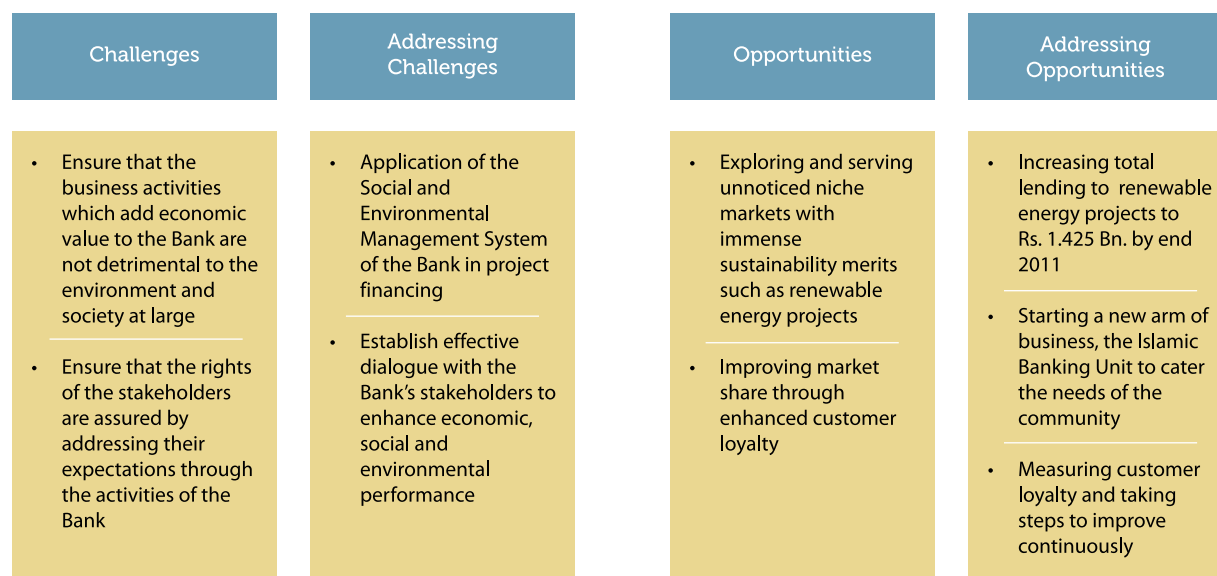 Challenges
• Ensure that the
business activities
which add economic
value to the Bank are
not detrimental to the
environment and
society at large
• Ensure that the rights
of the stakeholders
are assured by
addressing their
expectations through
the activities of the
Bank
Addressing
Challenges
• Application of the
Social and
Environmental
Management System
of the Bank in project
financing
• Establish effective
dialogue with the
Bank's stakeholders to
enhance economic,
social and
environmental
performance
Opportunities
• Exploring and serving
unnoticed niche
markets with
immense
sustainability merits
such as renewable
energy projects
• Improving market
share through
enhanced customer
loyalty
Addressing
Opportunities
• Increasing total
lending to renewable
energy projects to
Rs. 1.425 Bn. by end
2011
• Starting a new arm of
business, the Islamic
Banking Unit to cater
the needs of the
community
• Measuring customer
loyalty and taking
steps to improve
continuously